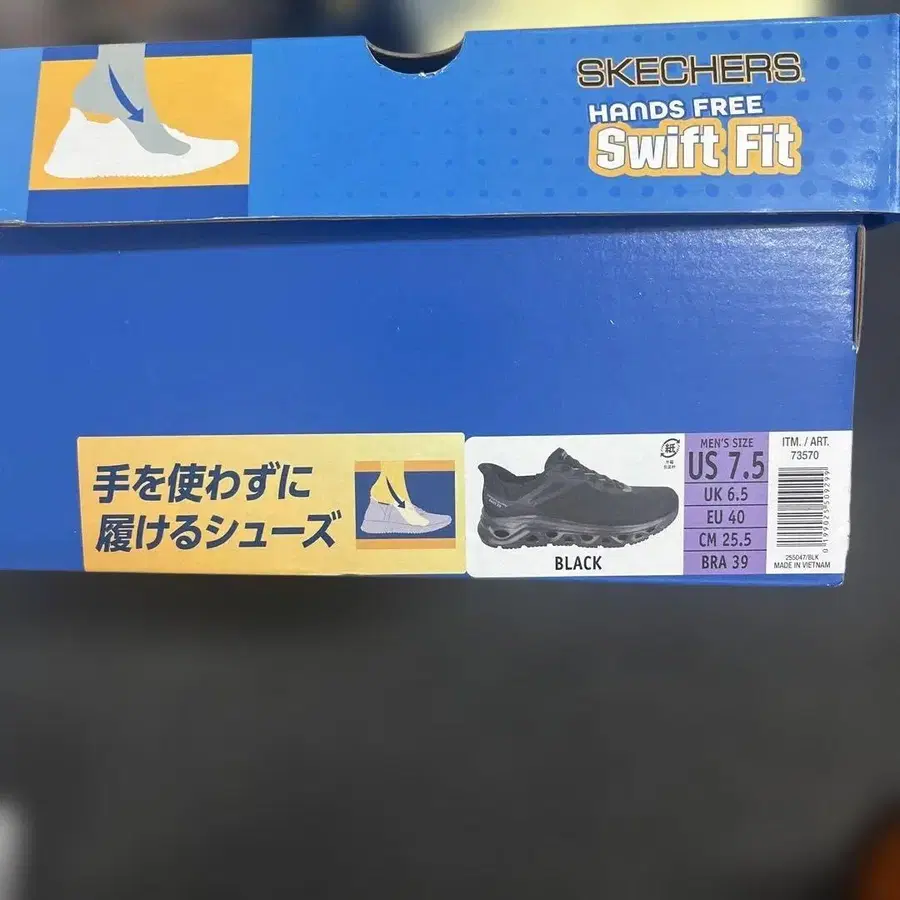 SKECHERS
HANDS FREE
Swift Fit
手を使わずに
履けるシューズ
紙
BLACK
MEN'S SIZE
US 7.5
UK 6.5
EU 40
CM 25.5
BRA 39
ITM. / ART.
73570
255047/BLK
MADE IN VIETNAM